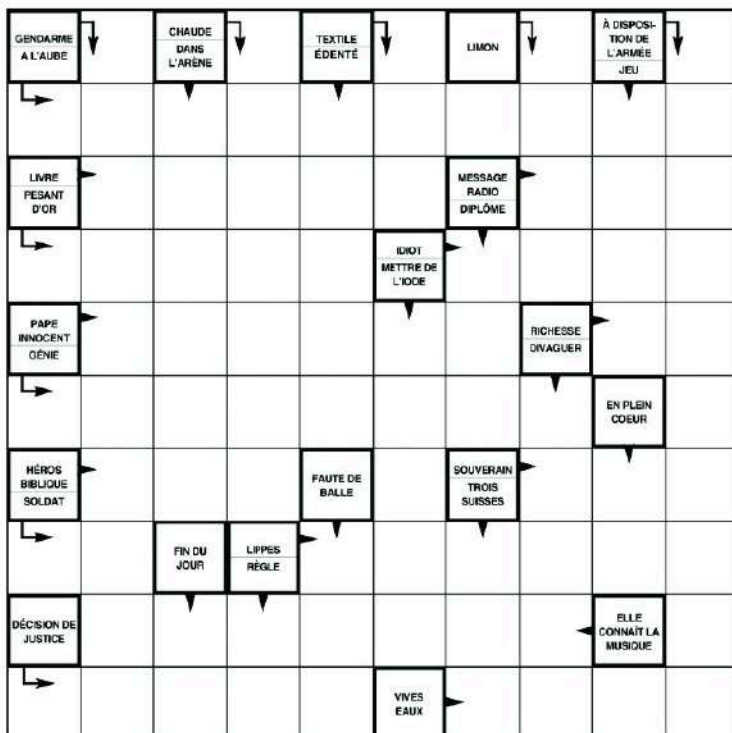 GENDARME
A L'AUBE
CHAUDE
DANS
L'ARÈNE
TEXTILE
ÉDENTÉ
LIMON
À DISPOSI-
TION DE
L'ARMÉE
JEU
LIVRE
PESANT
D'OR
MESSAGE
RADIO
DIPLÔME
IDIOT
METTRE DE
L'IODE
PAPE
INNOCENT
GÉNIE
RICHESSE
DIVAGUER
EN PLEIN
COEUR
HÉROS
BIBLIQUE
SOLDAT
FAUTE DE
BALLE
SOUVERAIN
TROIS
SUISSES
FIN DU
JOUR
LIPPES
RÈGLE
DÉCISION DE
JUSTICE
ELLE
CONNAÎT LA
MUSIQUE
VIVES
EAUX